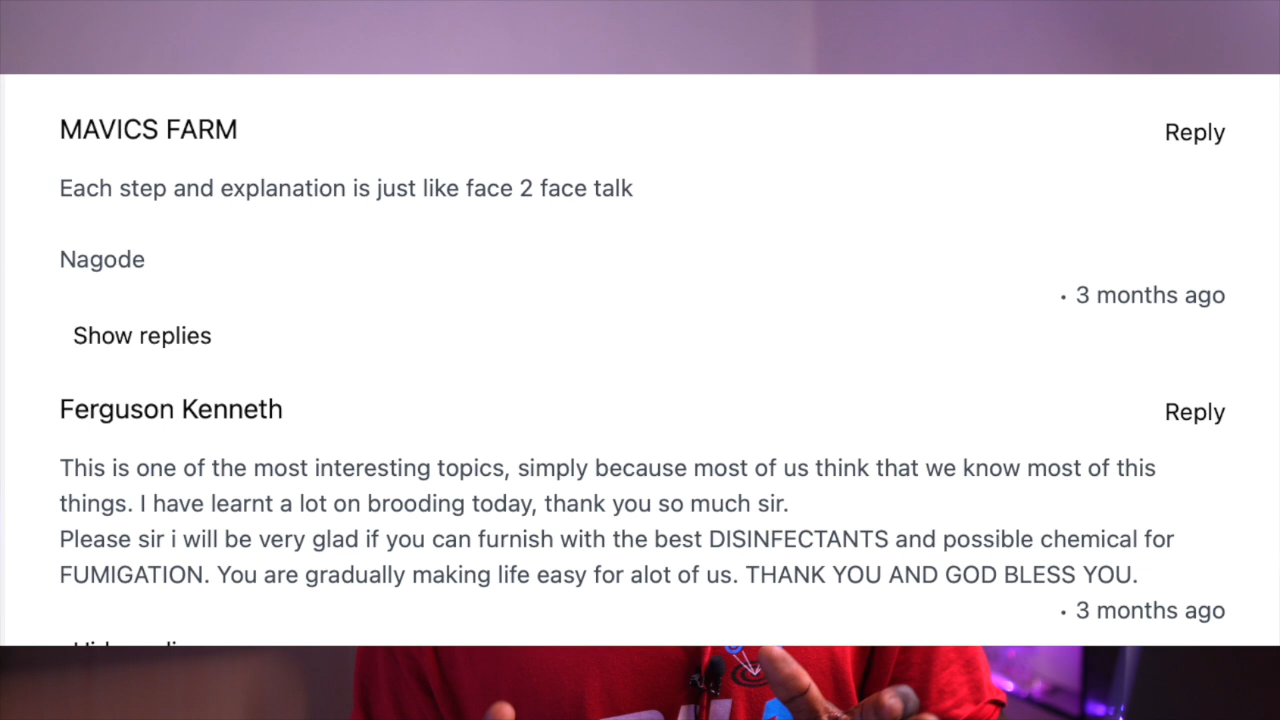 MAVICS FARM
Reply
Each step and explanation is just like face 2 face talk
Nagode
• 3 months ago
Show replies
Ferguson Kenneth
Reply
This is one of the most interesting topics, simply because most of us think that we know most of this
things. I have learnt a lot on brooding today, thank you so much sir.
Please sir i will be very glad if you can furnish with the best DISINFECTANTS and possible chemical for
FUMIGATION. You are gradually making life easy for alot of us. THANK YOU AND GOD BLESS YOU.
• 3 months ago